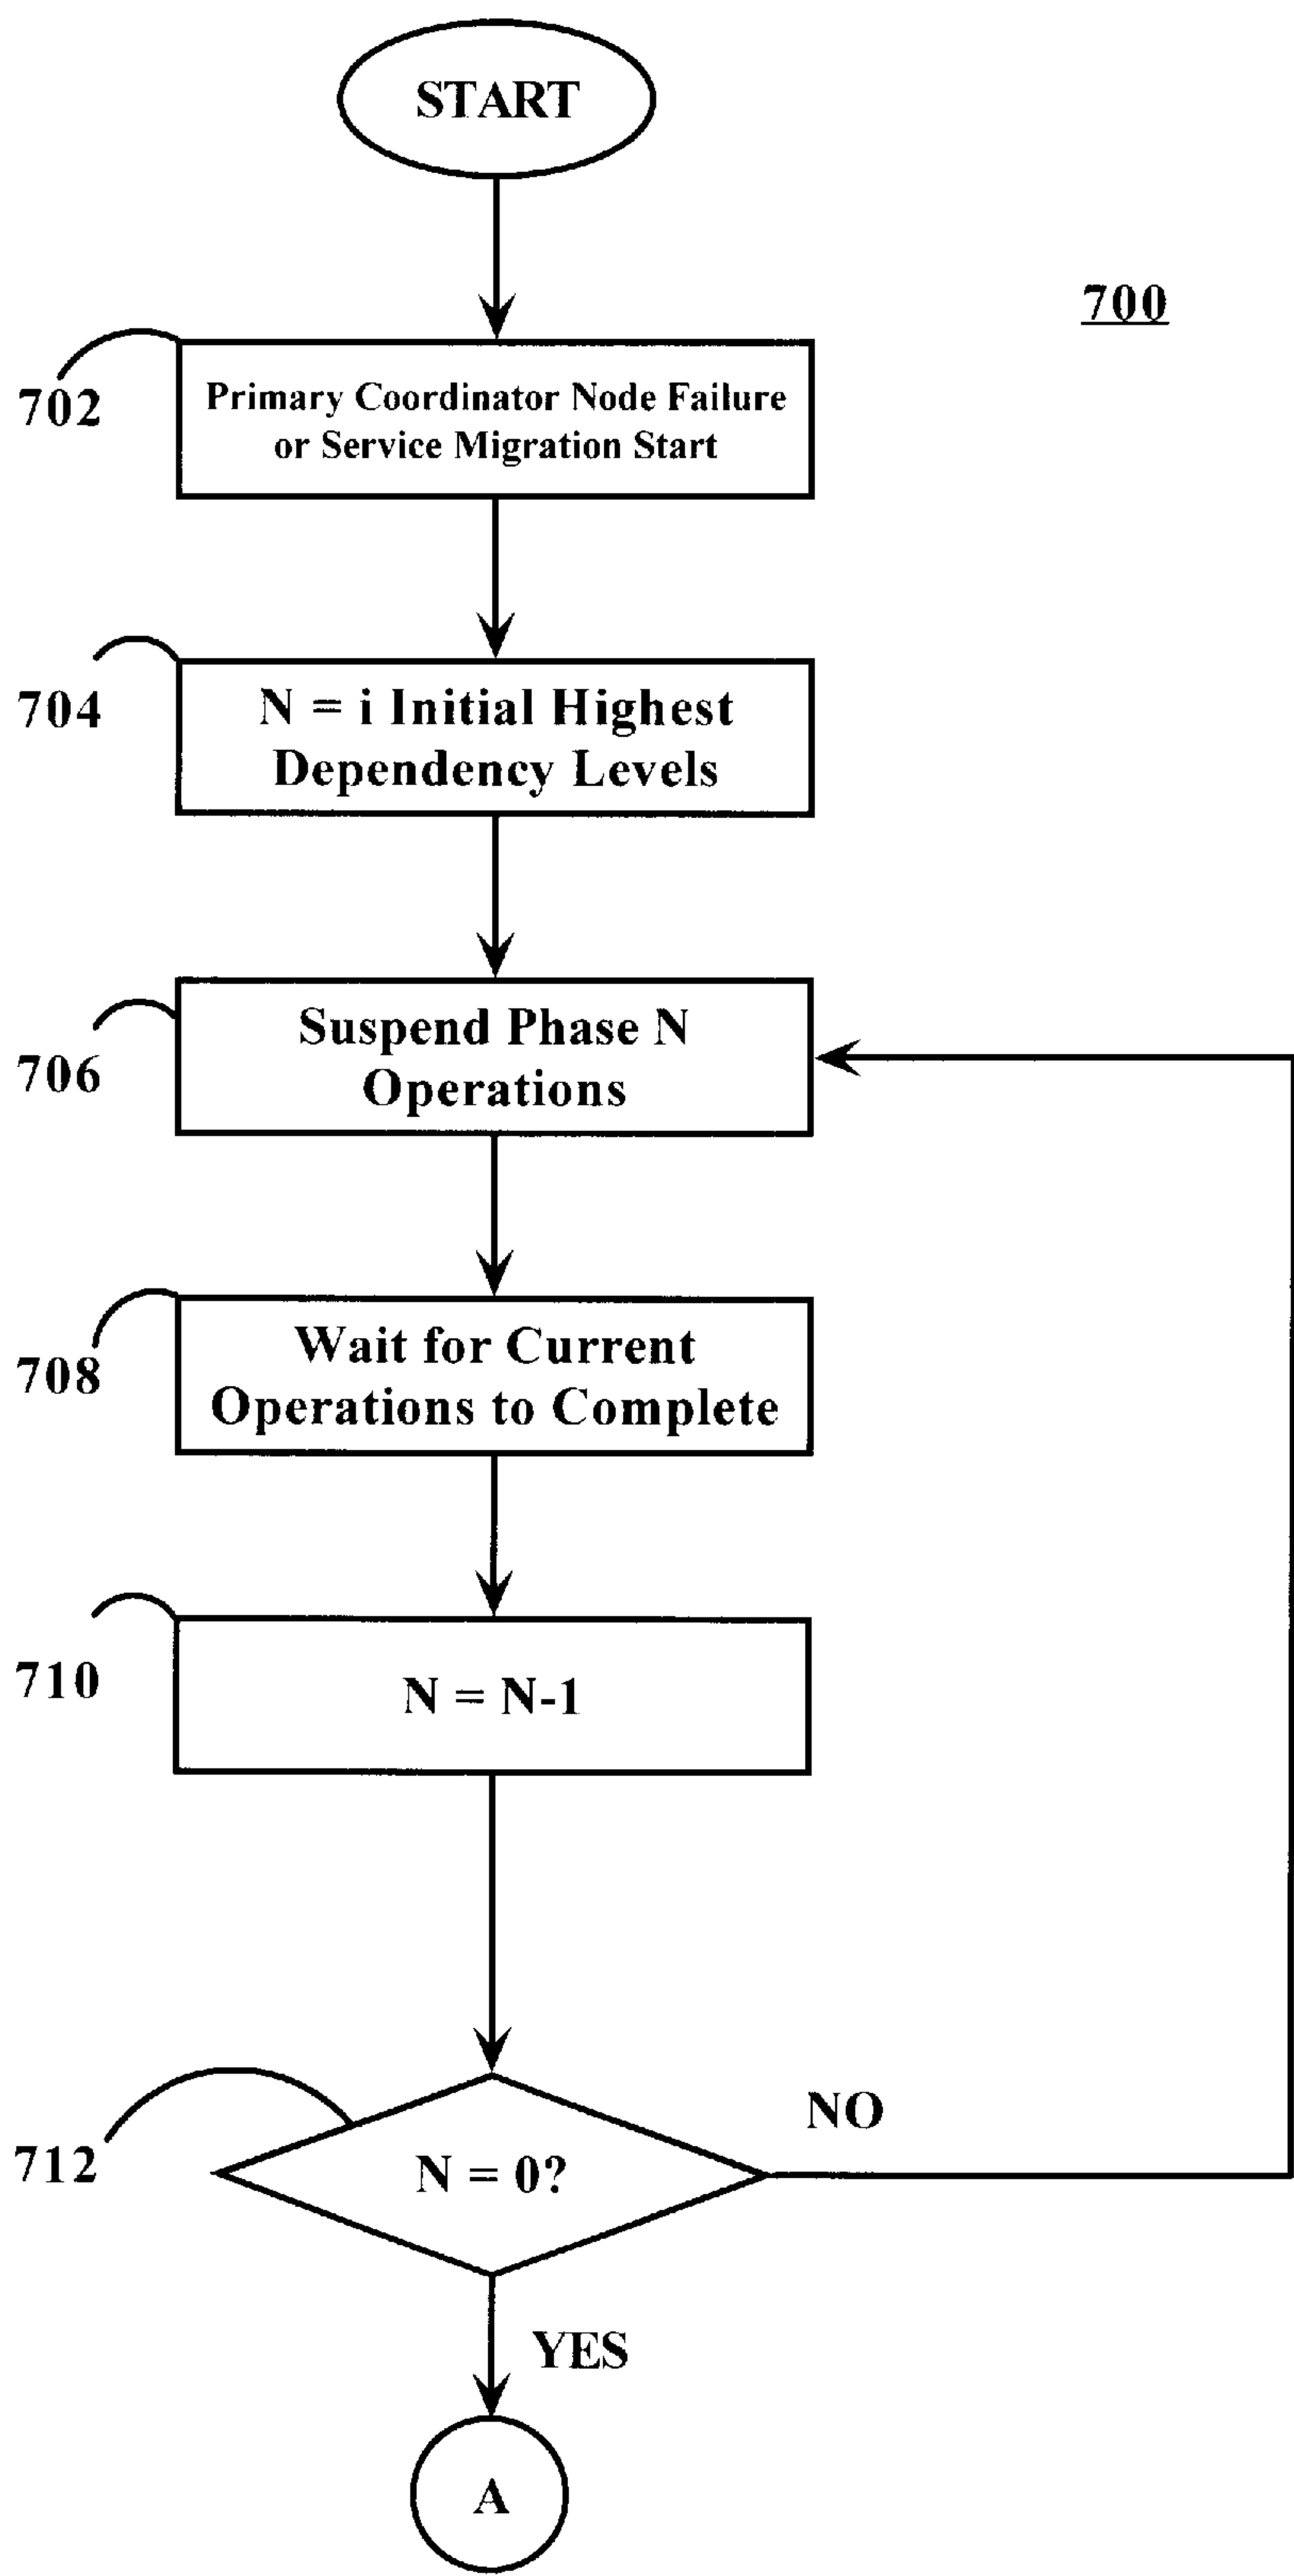 START
700
702
Primary Coordinator Node Failure
or Service Migration Start
704
N = i Initial Highest
Dependency Levels
706
Suspend Phase N
Operations
708
Wait for Current
Operations to Complete
710
N = N-1
712
N = 0?
NO
YES
A